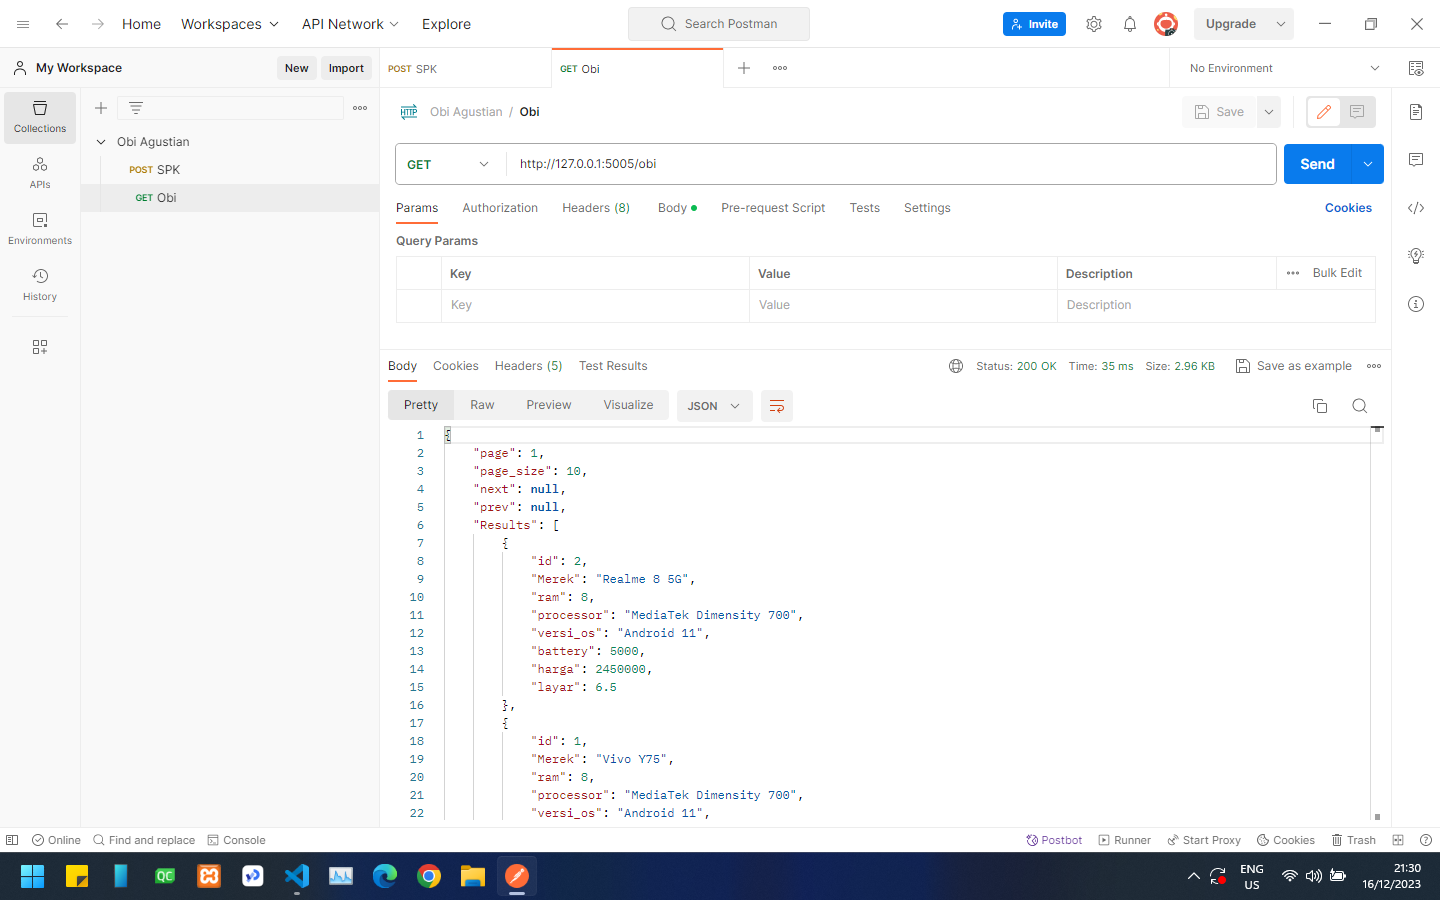 Home Workspaces API Network Explore Search Postman Invite Upgrade
My Workspace New Import POST SPK GET Obi No Environment
Collections
APIs
Environments
History
Obi Agustian
POST SPK
GET Obi
HTTP Obi Agustian / Obi Save
GET http://127.0.0.1:5005/obi Send
Params Authorization Headers (8) Body Pre-request Script Tests Settings Cookies
Query Params
Key Value Description Bulk Edit
Key Value Description
Body Cookies Headers (5) Test Results Status: 200 OK Time: 35 ms Size: 2.96 KB Save as example
Pretty Raw Preview Visualize JSON
1 {
2 "page": 1,
3 "page_size": 10,
4 "next": null,
5 "prev": null,
6 "Results": [
7 {
8 "id": 2,
9 "Merek": "Realme 8 5G",
10 "ram": 8,
11 "processor": "MediaTek Dimensity 700",
12 "versi_os": "Android 11",
13 "battery": 5000,
14 "harga": 2450000,
15 "layar": 6.5
16 },
17 {
18 "id": 1,
19 "Merek": "Vivo Y75",
20 "ram": 8,
21 "processor": "MediaTek Dimensity 700",
22 "versi_os": "Android 11",
Online Find and replace Console Postbot Runner Start Proxy Cookies Trash
QC
ENG
US
21:30
16/12/2023